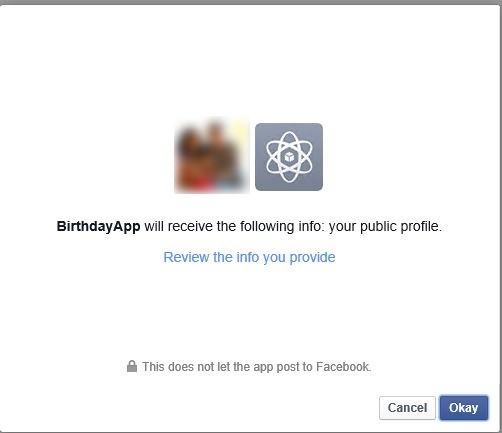 BirthdayApp will receive the following info: your public profile.
Review the info you provide
This does not let the app post to Facebook.
Cancel Okay